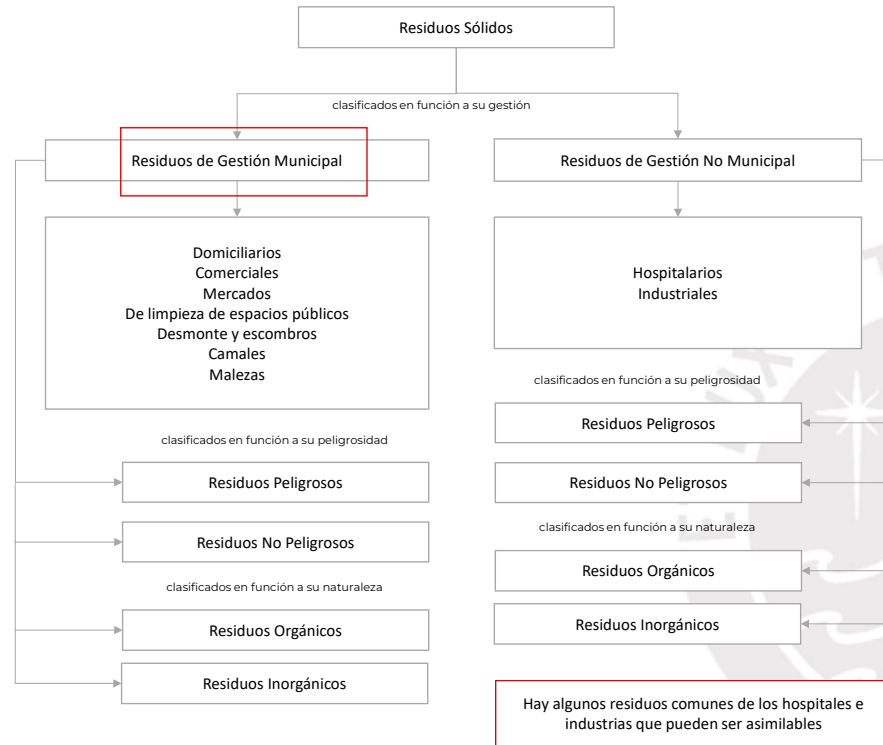 Residuos Sólidos
clasificados en función a su gestión
Residuos de Gestión Municipal
Domiciliarios
Comerciales
Mercados
De limpieza de espacios públicos
Desmonte y escombros
Camales
Malezas
clasificados en función a su peligrosidad
Residuos Peligrosos
Residuos No Peligrosos
clasificados en función a su naturaleza
Residuos Orgánicos
Residuos Inorgánicos
Residuos de Gestión No Municipal
Hospitalarios
Industriales
clasificados en función a su peligrosidad
Residuos Peligrosos
Residuos No Peligrosos
clasificados en función a su naturaleza
Residuos Orgánicos
Residuos Inorgánicos
Hay algunos residuos comunes de los hospitales e
industrias que pueden ser asimilables